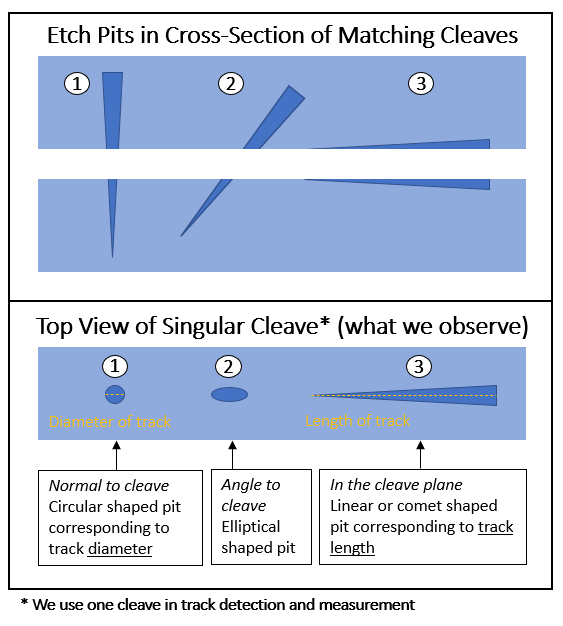 Etch Pits in Cross-Section of Matching Cleaves
1 2 3
Top View of Singular Cleave* (what we observe)
1 2 3
Diameter of track
Length of track
Normal to cleave
Circular shaped pit
corresponding to
track diameter
Angle to
cleave
Elliptical
shaped pit
In the cleave plane
Linear or comet shaped
pit corresponding to track
length
* We use one cleave in track detection and measurement